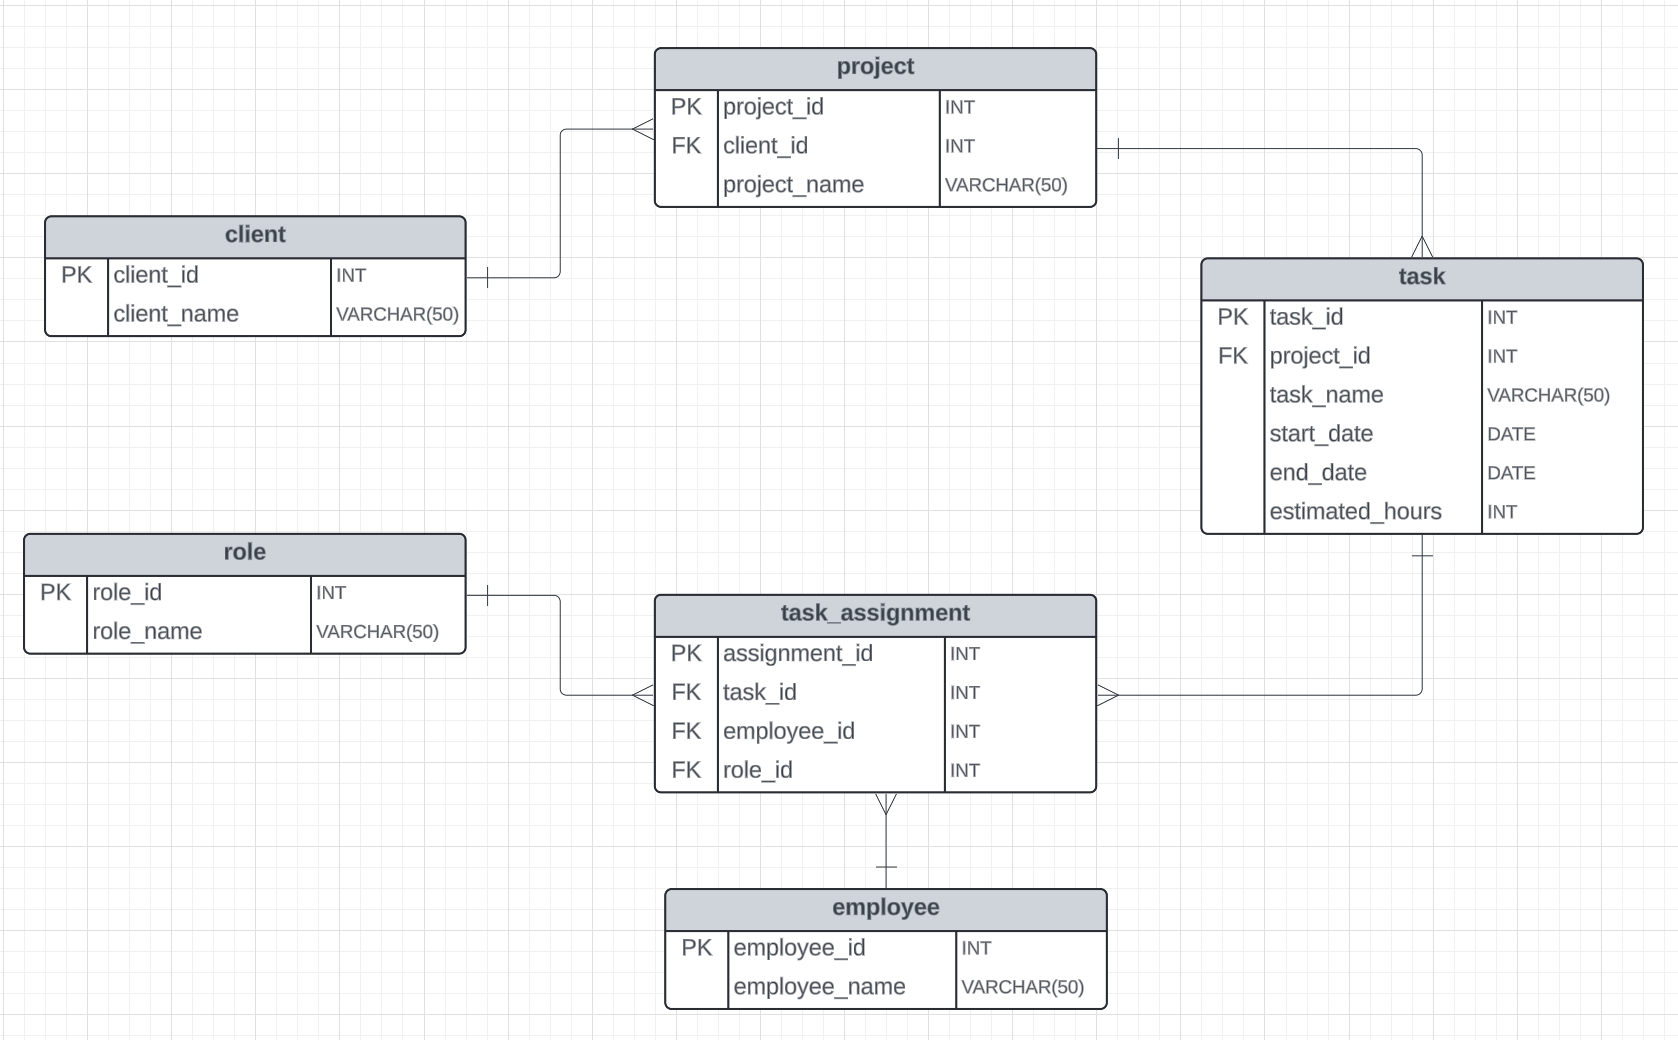 project
PK project_id INT
FK client_id INT
project_name VARCHAR(50)
client
PK client_id INT
client_name VARCHAR(50)
task
PK task_id INT
FK project_id INT
task_name VARCHAR(50)
start_date DATE
end_date DATE
estimated_hours INT
role
PK role_id INT
role_name VARCHAR(50)
task_assignment
PK assignment_id INT
FK task_id INT
FK employee_id INT
FK role_id INT
employee
PK employee_id INT
employee_name VARCHAR(50)